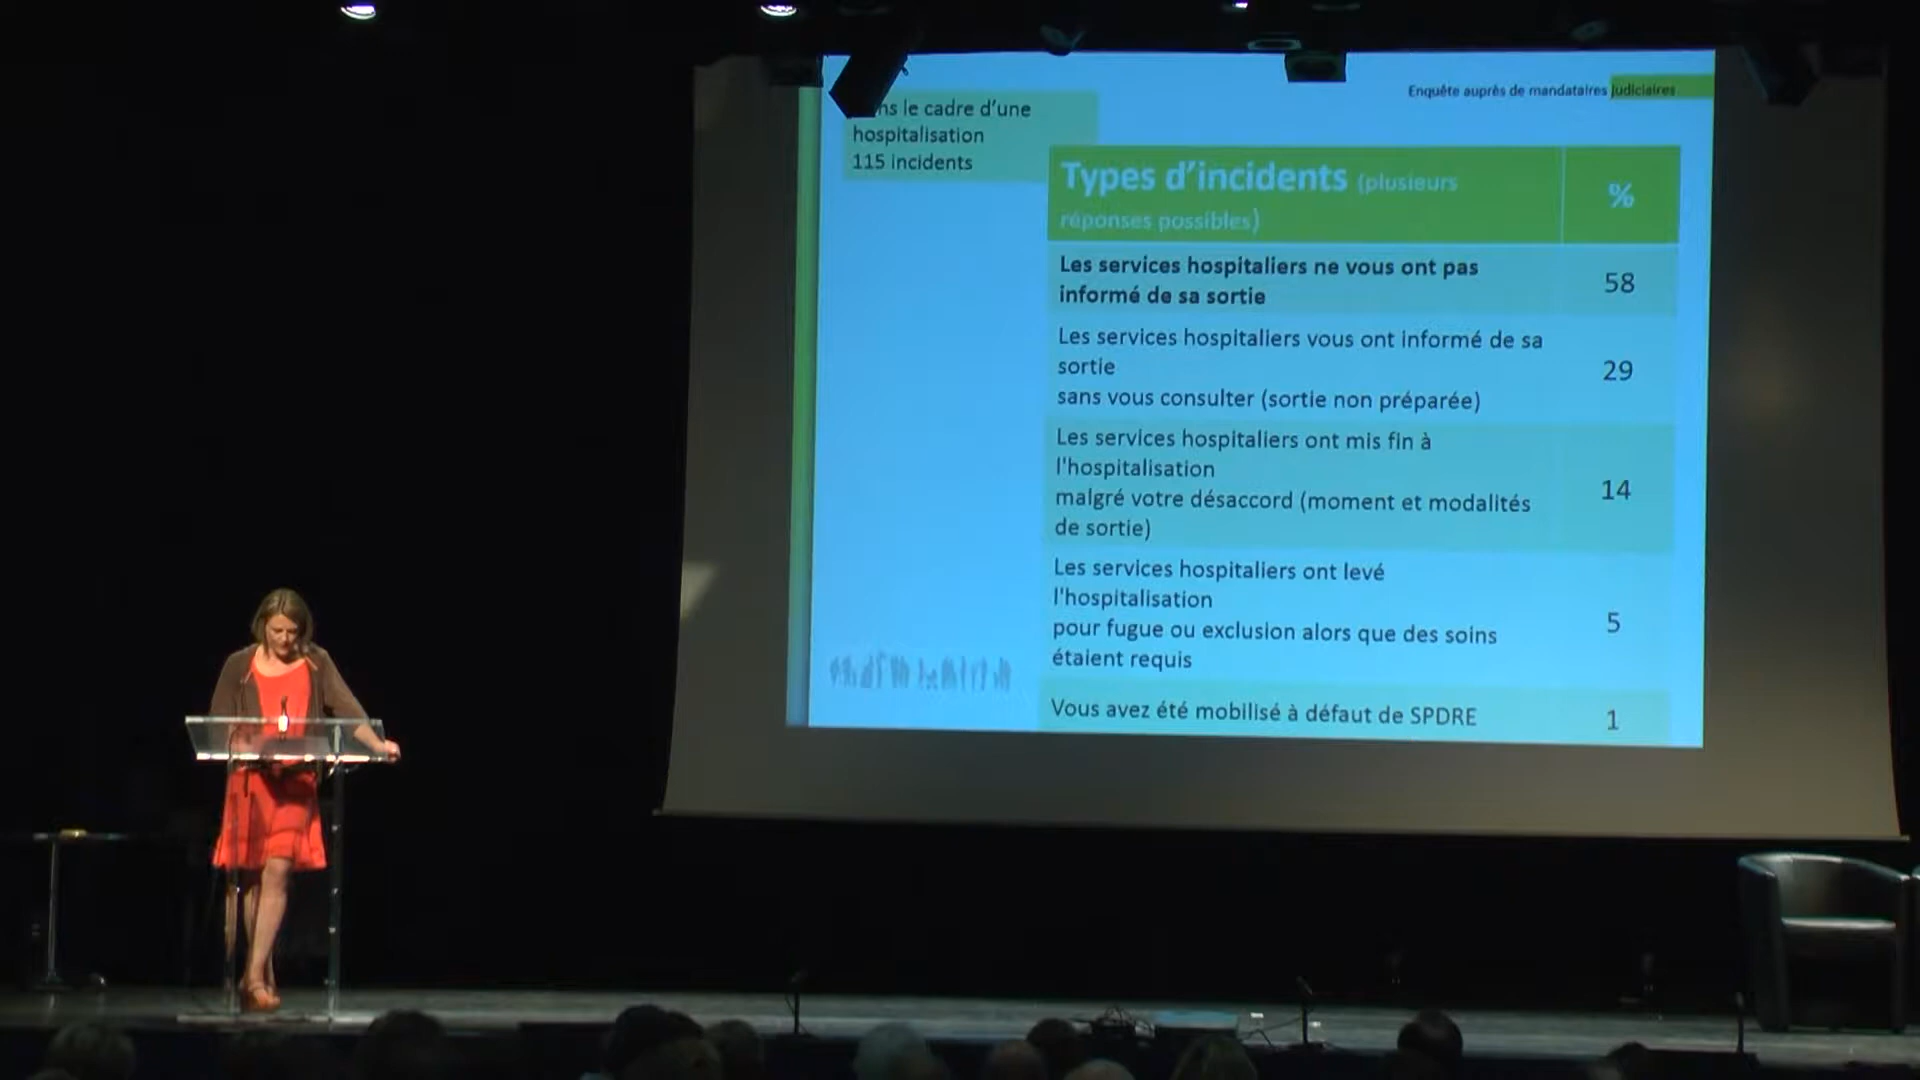 Enquête auprès de mandataires judiciaires
le cadre d'une
hospitalisation
115 incidents
Types d'incidents (plusieurs
réponses possibles)
%
Les services hospitaliers ne vous ont pas
informé de sa sortie
58
Les services hospitaliers vous ont informé de sa
sortie
sans vous consulter (sortie non préparée)
29
Les services hospitaliers ont mis fin à
l'hospitalisation
malgré votre désaccord (moment et modalités
de sortie)
14
Les services hospitaliers ont levé
l'hospitalisation
pour fugue ou exclusion alors que des soins
étaient requis
5
Vous avez été mobilisé à défaut de SPDRE
1